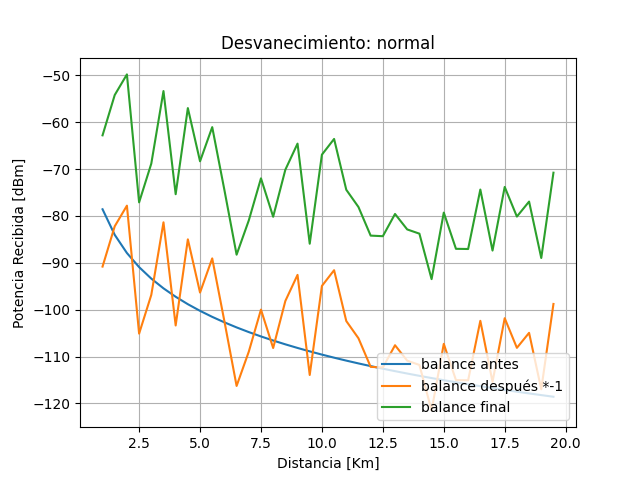 Desvanecimiento: normal
Potencia Recibida [dBm]
−50
−60
−70
−80
−90
−100
−110
−120
balance antes
balance después *-1
balance final
2.5 5.0 7.5 10.0 12.5 15.0 17.5 20.0
Distancia [Km]